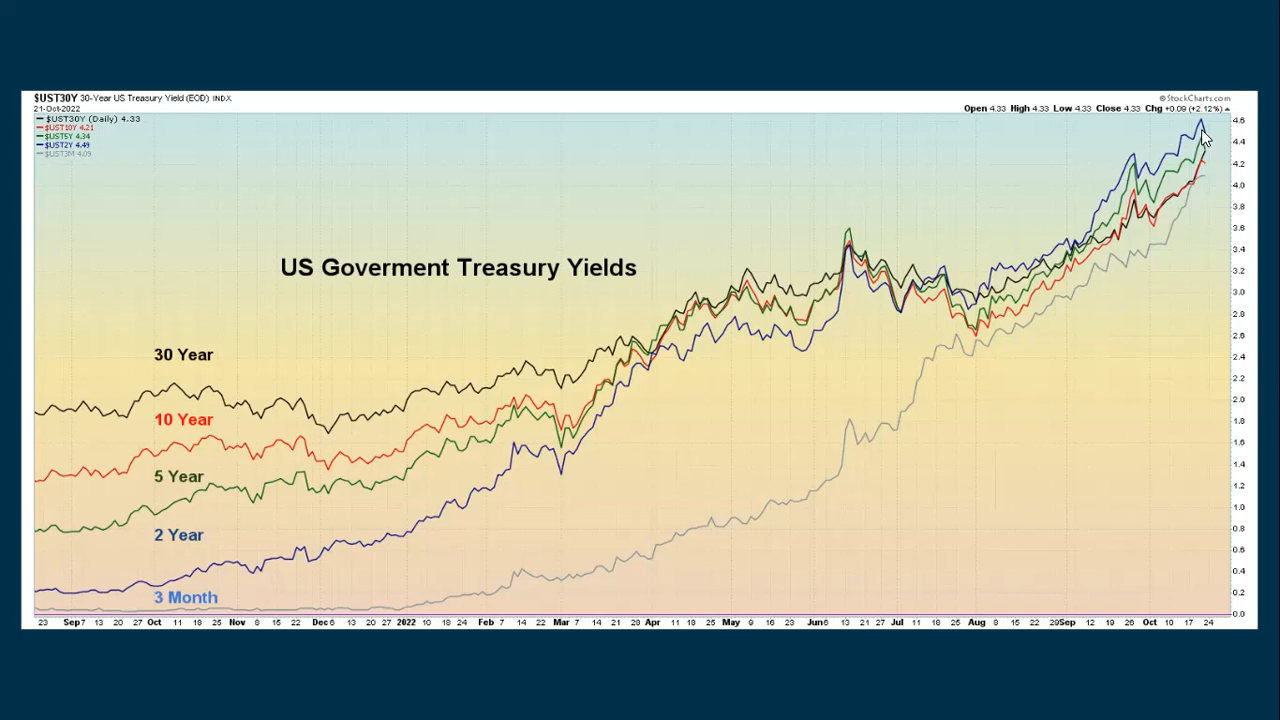 $UST30Y 30-Year US Treasury Yield (EOD) INDX
© StockCharts.com
21-Oct-2022
Open 4.33 High 4.33 Low 4.33 Close 4.33 Chg +0.09 (+2.12%)
$UST30Y (Daily) 4.33
$UST10Y 4.21
$UST5Y 4.34
$UST2Y 4.49
$UST3M 4.09
US Goverment Treasury Yields
30 Year
10 Year
5 Year
2 Year
3 Month
4.6
4.4
4.2
4.0
3.8
3.6
3.4
3.2
3.0
2.8
2.6
2.4
2.2
2.0
1.8
1.6
1.4
1.2
1.0
0.8
0.6
0.4
0.2
0.0
23 Sep 7 13 20 27 Oct 11 18 25 Nov 8 16 22 Dec 6 13 20 27 2022 10 18 24 Feb 7 14 22 Mar 7 14 21 28 Apr 11 18 25 May 9 16 23 Jun 6 13 21 27 Jul 11 18 25 Aug 8 15 22 29 Sep 12 19 26 Oct 10 17 24